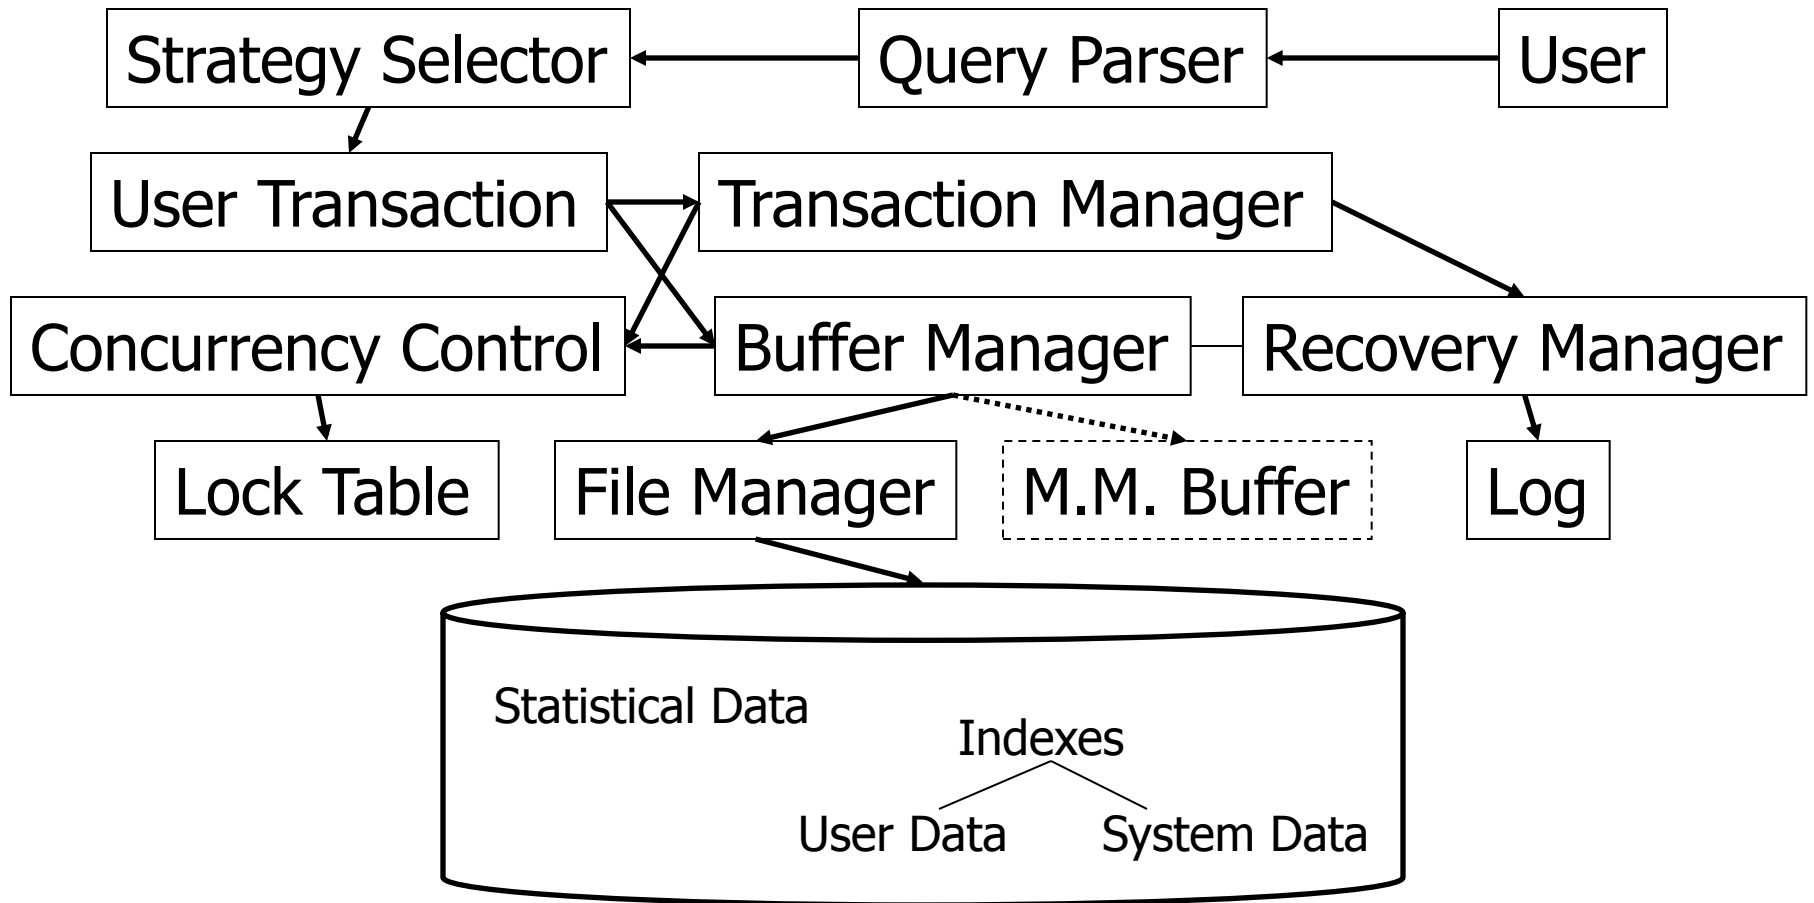 Strategy Selector
Query Parser
User
User Transaction
Transaction Manager
Concurrency Control
Buffer Manager
Recovery Manager
Lock Table
File Manager
M.M. Buffer
Log
Statistical Data
Indexes
User Data
System Data